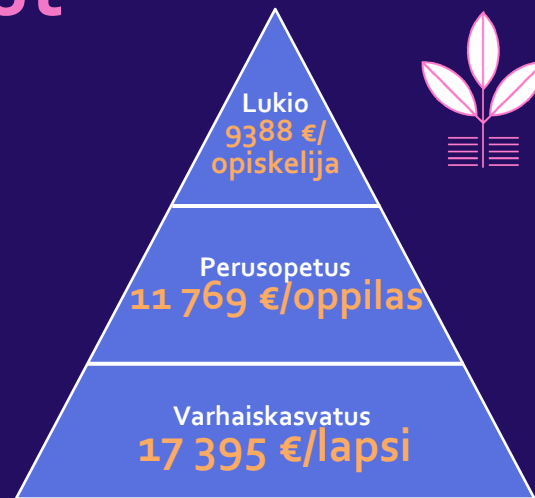 Lukio
9388 €/
opiskelija
Perusopetus
11 769 €/oppilas
Varhaiskasvatus
17 395 €/lapsi